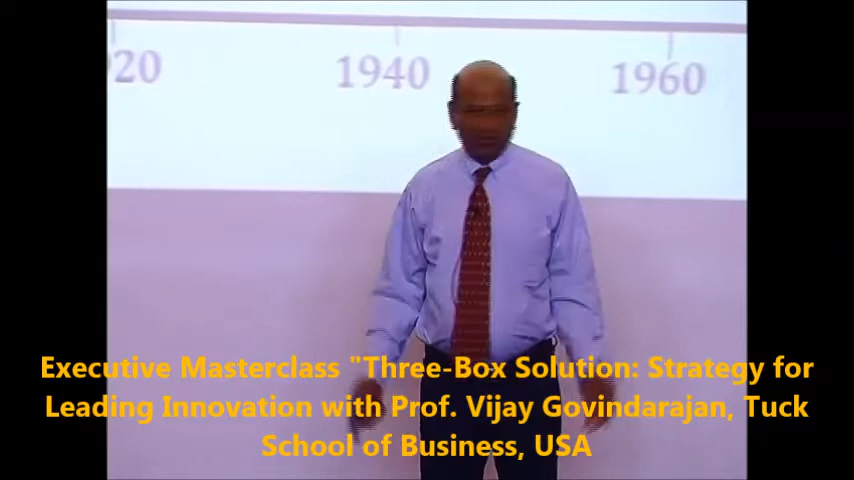 20 1940 1960
Executive Masterclass "Three-Box Solution: Strategy for
Leading Innovation with Prof. Vijay Govindarajan, Tuck
School of Business, USA